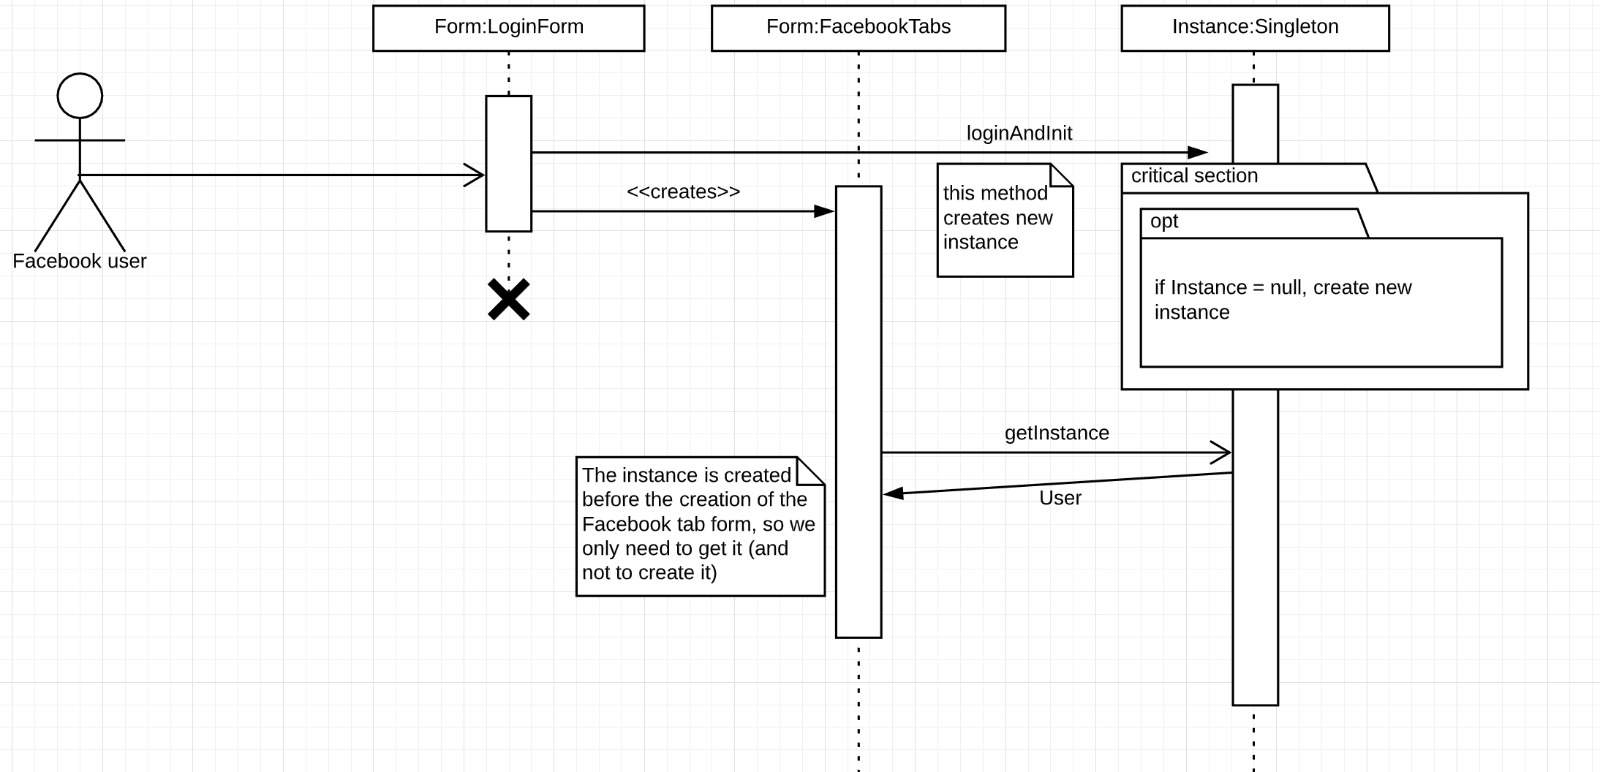 Form:LoginForm
Form:FacebookTabs
Instance:Singleton
loginAndInit
critical section
<<creates>>
this method
creates new
instance
opt
Facebook user
if Instance = null, create new
instance
getInstance
The instance is created
before the creation of the
Facebook tab form, so we
only need to get it (and
not to create it)
User